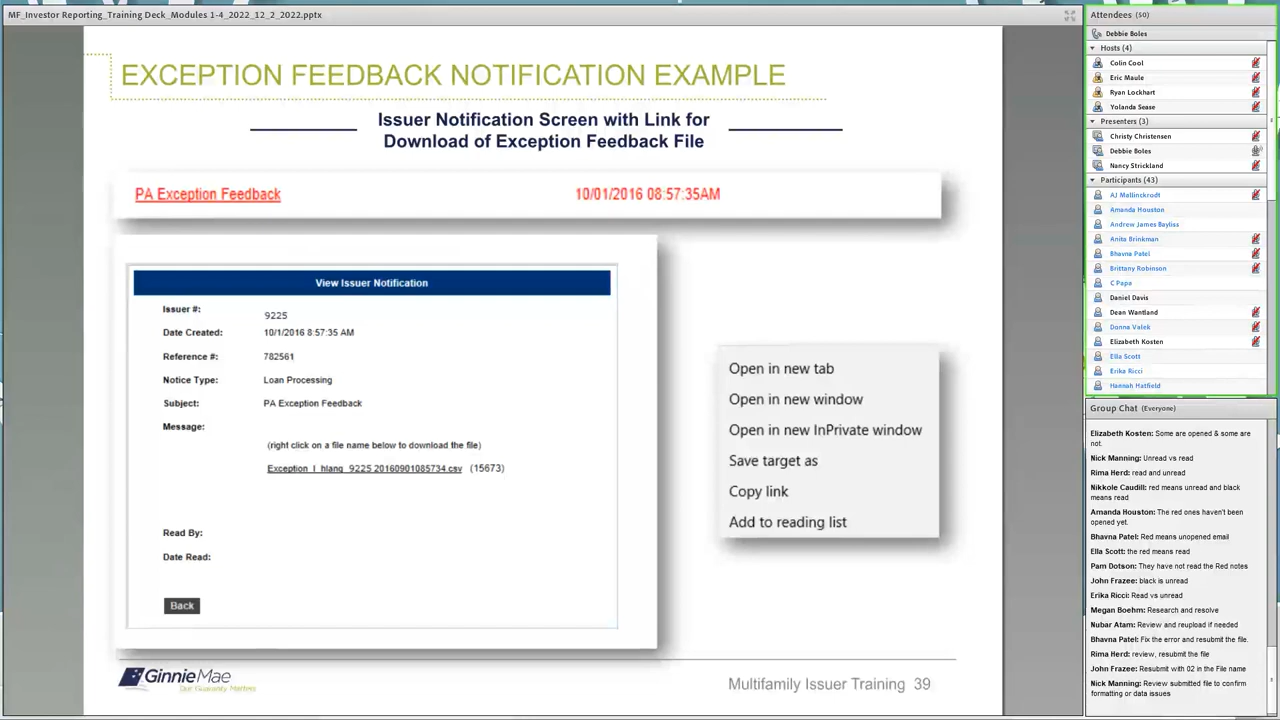 MF_Investor Reporting_Training Deck_Modules 1-4_2022_12_2_2022.pptx
EXCEPTION FEEDBACK NOTIFICATION EXAMPLE
Issuer Notification Screen with Link for
Download of Exception Feedback File
PA Exception Feedback 10/01/2016 08:57:35AM
View Issuer Notification
Issuer #: 9225
Date Created: 10/1/2016 8:57:35 AM
Reference #: 782561
Notice Type: Loan Processing
Subject: PA Exception Feedback
Message:
(right click on a file name below to download the file)
Exception_I_hlang_9225 20160901085734.csv (15673)
Read By:
Date Read:
Back
Open in new tab
Open in new window
Open in new InPrivate window
Save target as
Copy link
Add to reading list
GinnieMae
Our Guaranty Matters
Multifamily Issuer Training 39
Attendees (50)
Debbie Boles
Hosts (4)
Colin Cool
Eric Maule
Ryan Lockhart
Yolanda Sease
Presenters (3)
Christy Christensen
Debbie Boles
Nancy Strickland
Participants (43)
AJ Mallinckrodt
Amanda Houston
Andrew James Bayliss
Anita Brinkman
Bhavna Patel
Brittany Robinson
C Papa
Daniel Davis
Dean Wantland
Donna Valek
Elizabeth Kosten
Ella Scott
Erika Ricci
Hannah Hatfield
Group Chat (Everyone)
Elizabeth Kosten: Some are opened & some are
not.
Nick Manning: Unread vs read
Rima Herd: read and unread
Nikkole Caudill: red means unread and black
means read
Amanda Houston: The red ones haven't been
opened yet.
Bhavna Patel: Red means unopened email
Ella Scott: the red means read
Pam Dotson: They have not read the Red notes
John Frazee: black is unread
Erika Ricci: Read vs unread
Megan Boehm: Research and resolve
Nubar Atam: Review and reupload if needed
Bhavna Patel: Fix the error and resubmit the file.
Rima Herd: review, resubmit the file
John Frazee: Resubmit with 02 in the File name
Nick Manning: Review submitted file to confirm
formatting or data issues